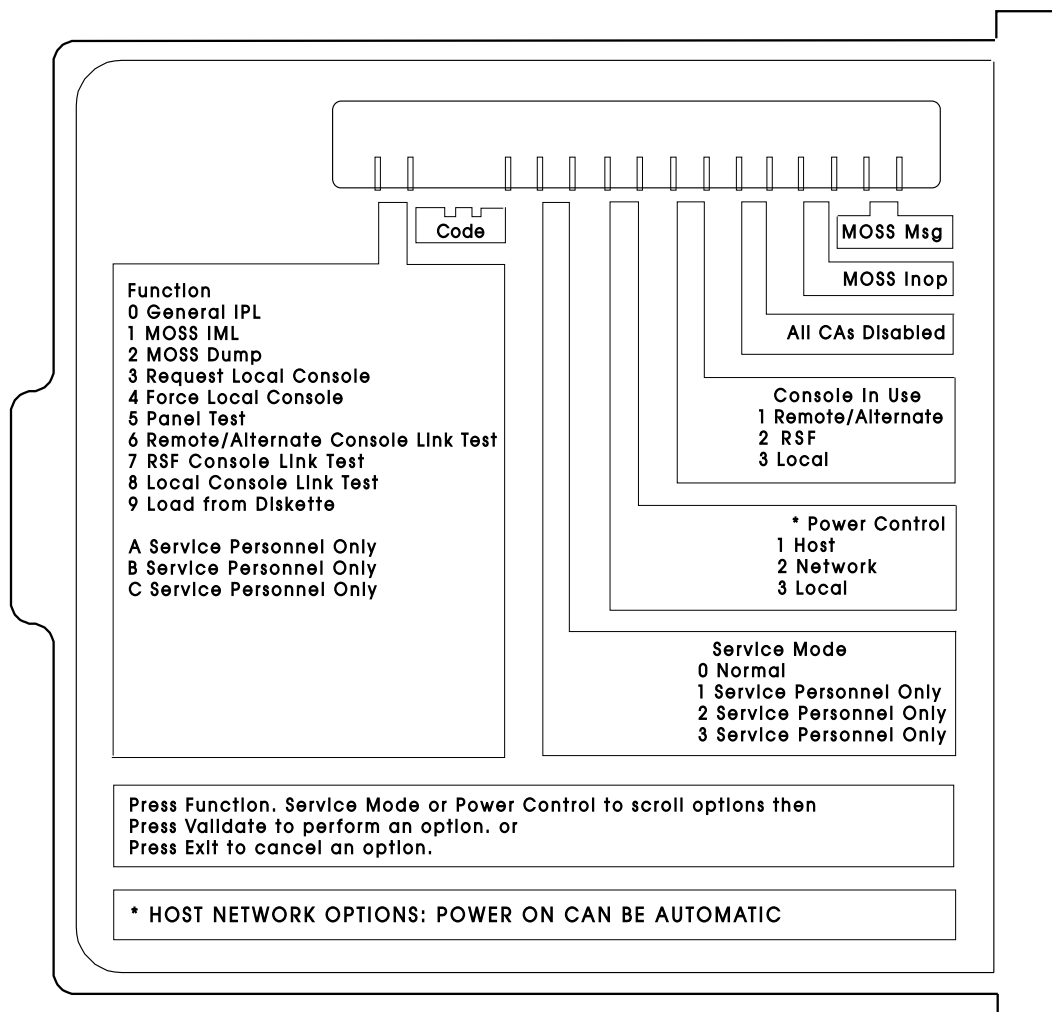 Code
MOSS Msg
MOSS Inop
All CAs Disabled
Function
0 General IPL
1 MOSS IML
2 MOSS Dump
3 Request Local Console
4 Force Local Console
5 Panel Test
6 Remote/Alternate Console Link Test
7 RSF Console Link Test
8 Local Console Link Test
9 Load from Diskette
A Service Personnel Only
B Service Personnel Only
C Service Personnel Only
Console In Use
1 Remote/Alternate
2 RSF
3 Local
* Power Control
1 Host
2 Network
3 Local
Service Mode
0 Normal
1 Service Personnel Only
2 Service Personnel Only
3 Service Personnel Only
Press Function. Service Mode or Power Control to scroll options then
Press Validate to perform an option. or
Press Exit to cancel an option.
* HOST NETWORK OPTIONS: POWER ON CAN BE AUTOMATIC